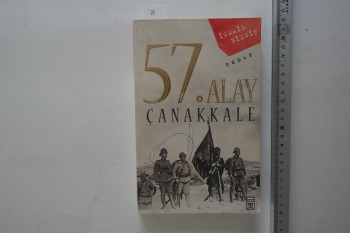 İSMAİL
BİLGİN
ROMAN
57. ALAY
ÇANAKKALE